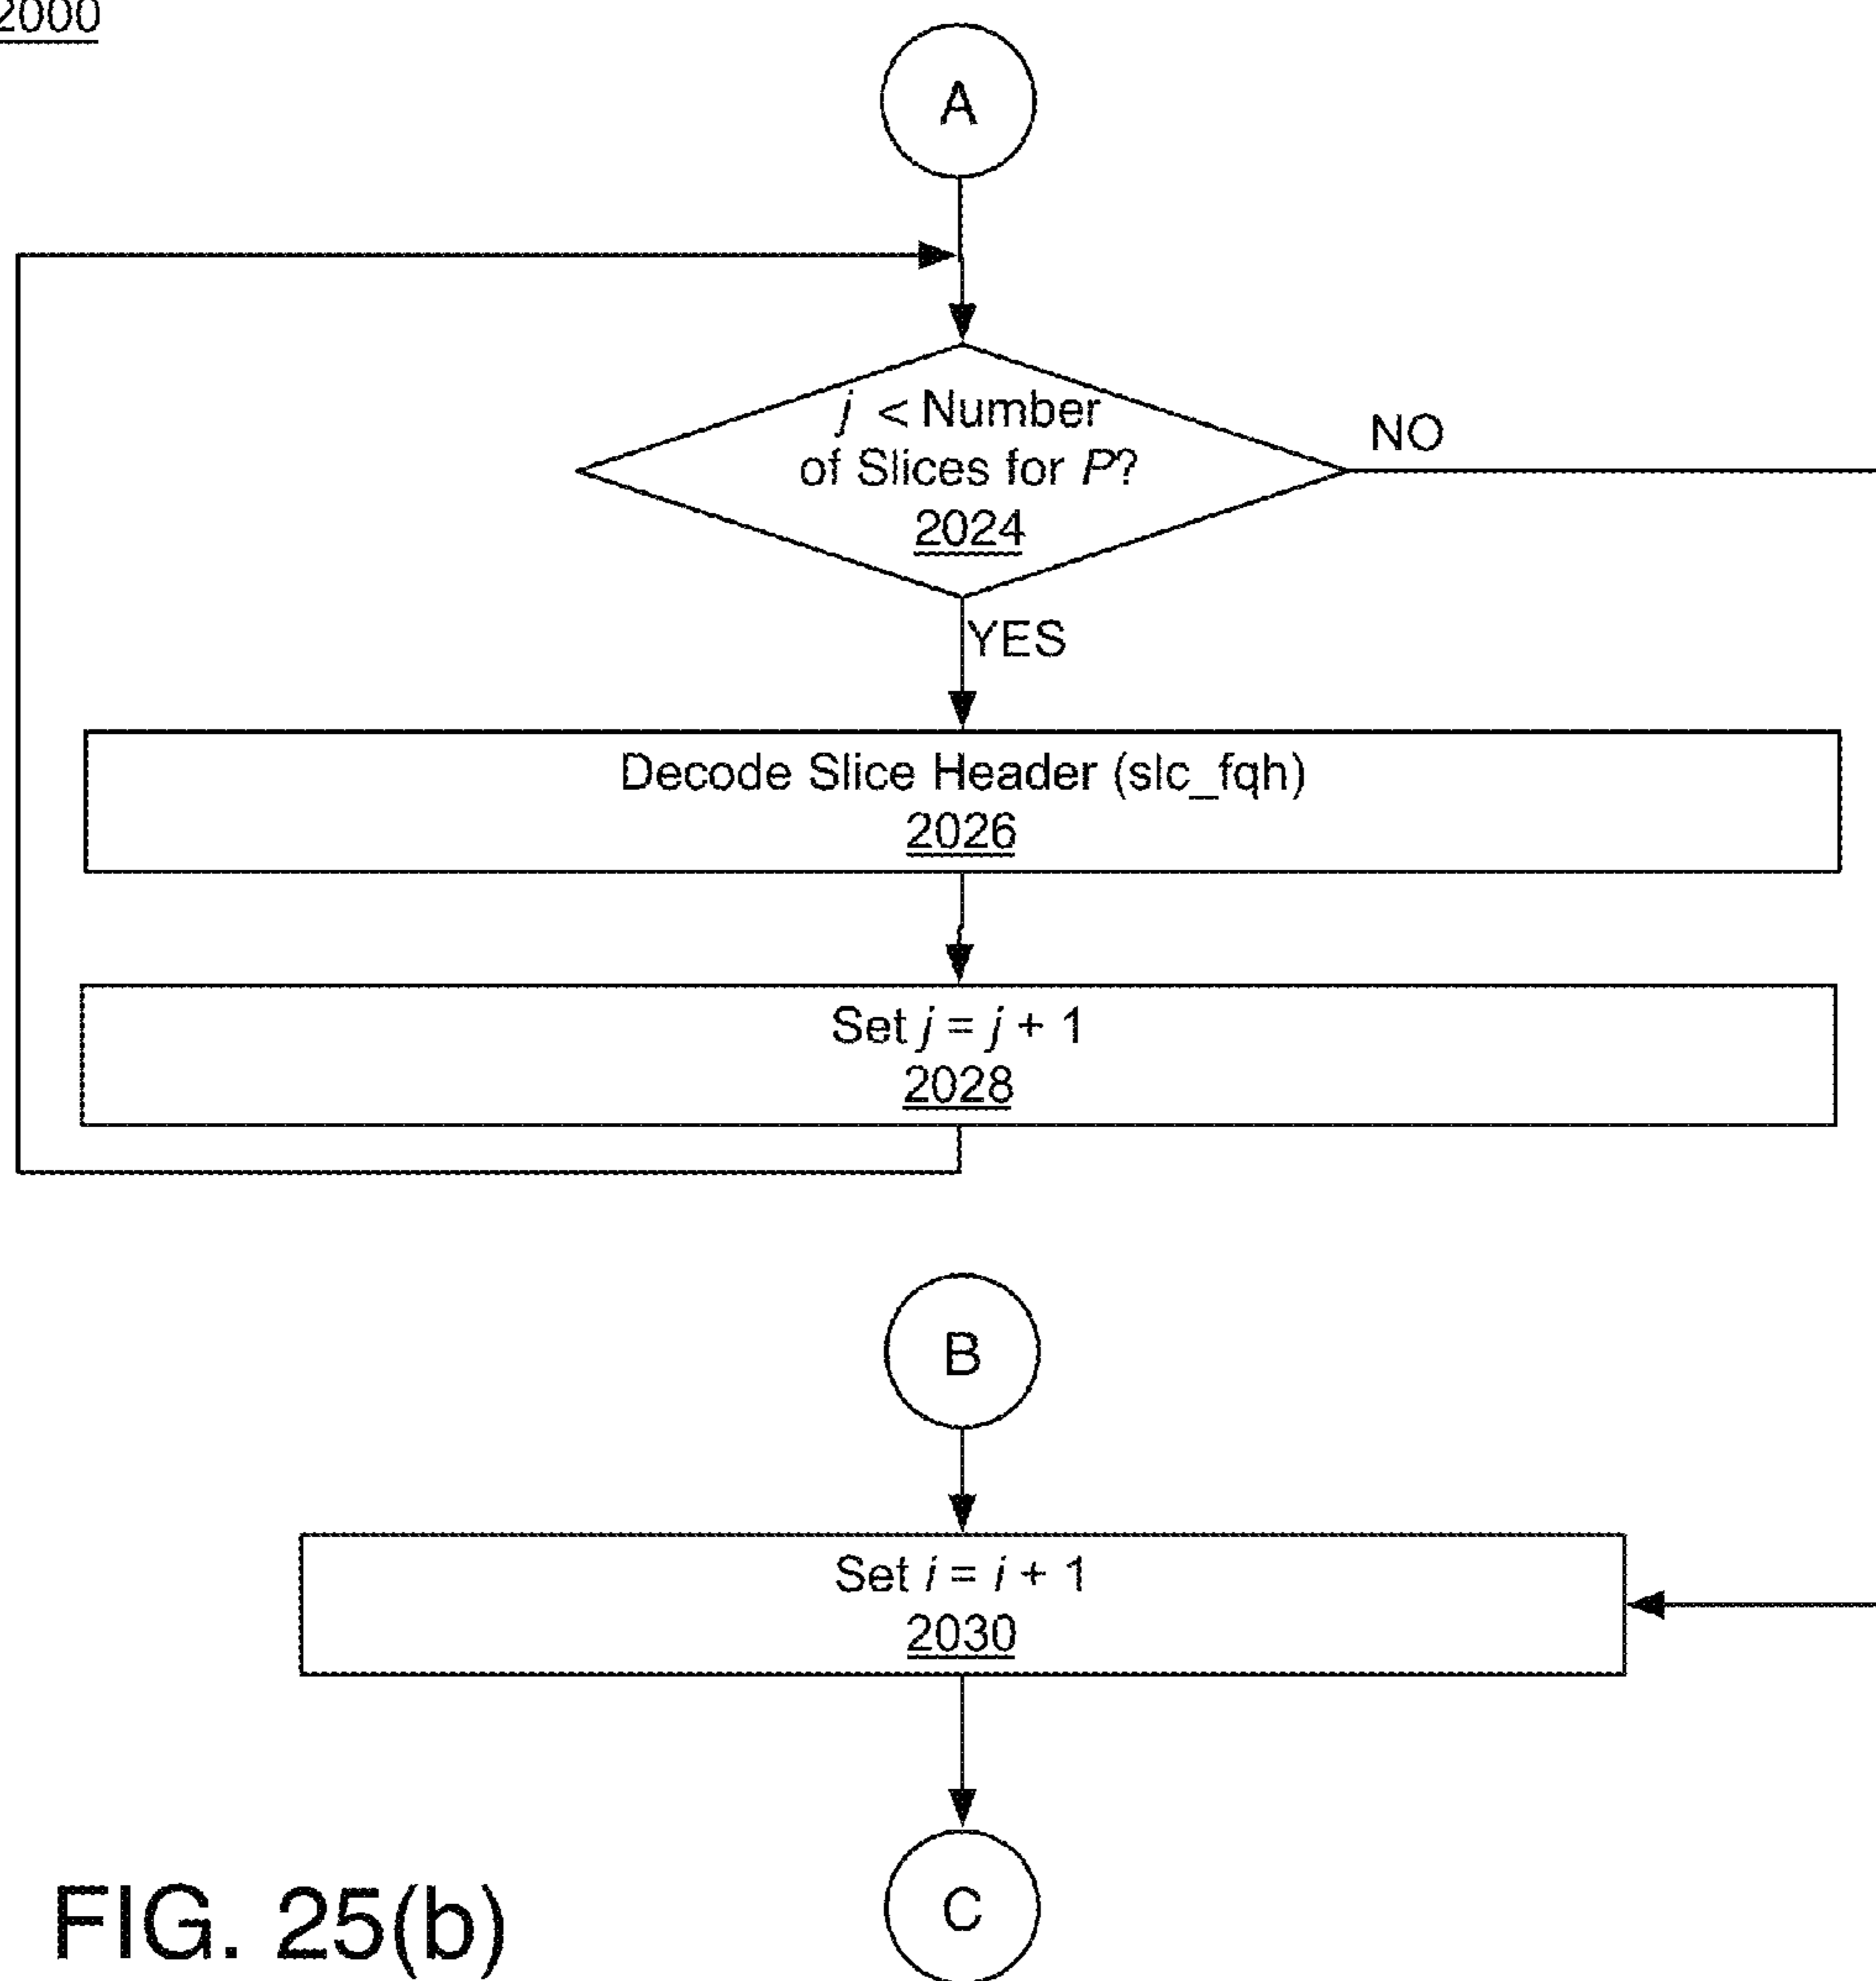 2000
A
j < Number
of Slices for P?
2024
NO
YES
Decode Slice Header (slc_fqh)
2026
Set j = j + 1
2028
B
Set i = i + 1
2030
C
FIG. 25(b)